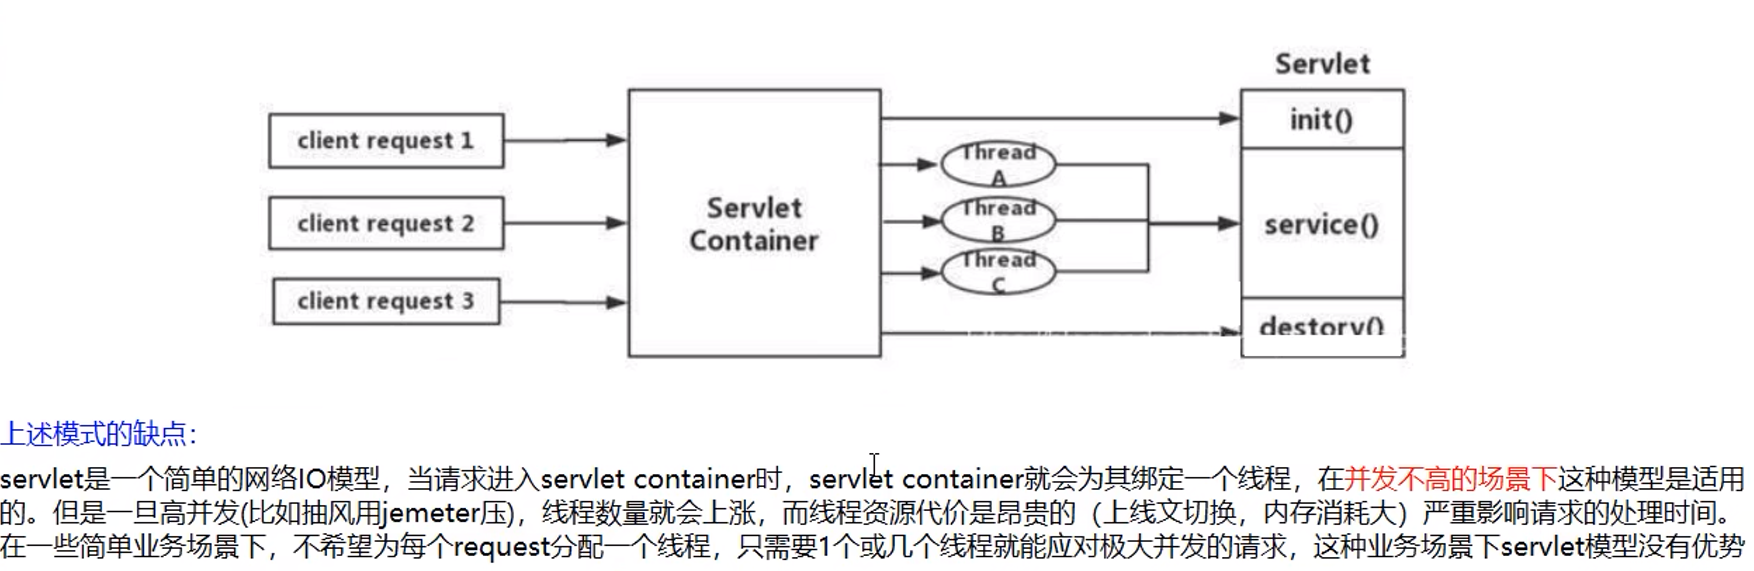 Servlet
init()
client request 1
Thread
A
client request 2
Servlet
Container
Thread
B
service()
client request 3
Thread
C
destory()
上述模式的缺点：
servlet是一个简单的网络IO模型，当请求进入servlet container时，servlet container就会为其绑定一个线程，在并发不高的场景下这种模型是适用
的。但是一旦高并发(比如抽风用jemeter压)，线程数量就会上涨，而线程资源代价是昂贵的（上线文切换，内存消耗大）严重影响请求的处理时间。
在一些简单业务场景下，不希望为每个request分配一个线程，只需要1个或几个线程就能应对极大并发的请求，这种业务场景下servlet模型没有优势